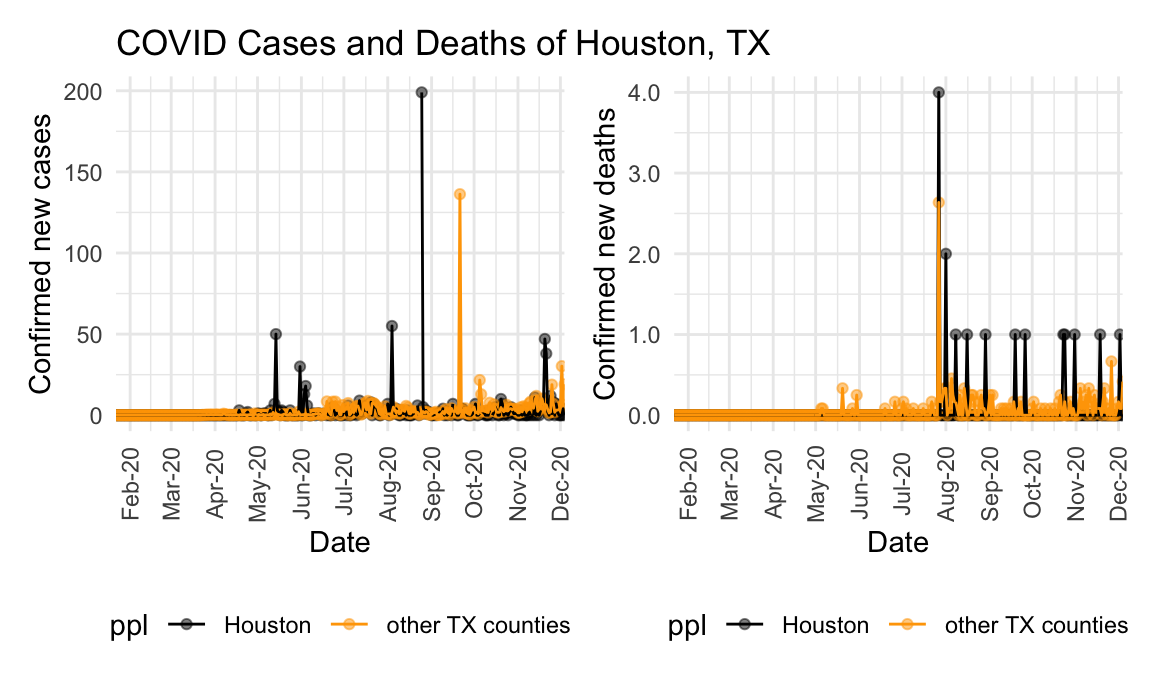 COVID Cases and Deaths of Houston, TX
Confirmed new cases
200
150
100
50
0
Feb-20
Mar-20
Apr-20
May-20
Jun-20
Jul-20
Aug-20
Sep-20
Oct-20
Nov-20
Dec-20
Date
ppl
Houston
other TX counties
Confirmed new deaths
4.0
3.0
2.0
1.0
0.0
Feb-20
Mar-20
Apr-20
May-20
Jun-20
Jul-20
Aug-20
Sep-20
Oct-20
Nov-20
Dec-20
Date
ppl
Houston
other TX counties